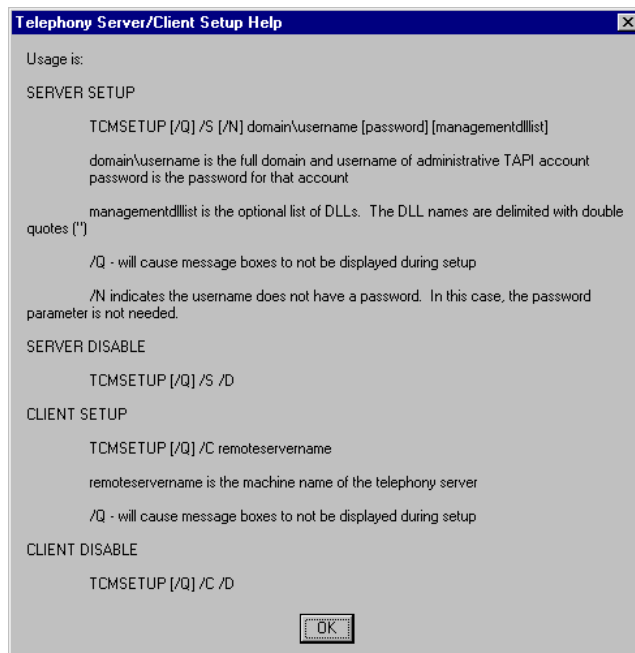 Telephony Server/Client Setup Help
Usage is:
SERVER SETUP
TCMSETUP [/Q] /S [/N] domain\username [password] [managementdlllist]
domain\username is the full domain and username of administrative TAPI account
password is the password for that account
managementdlllist is the optional list of DLLs.  The DLL names are delimited with double
quotes (")
/Q - will cause message boxes to not be displayed during setup
/N indicates the username does not have a password.  In this case, the password
parameter is not needed.
SERVER DISABLE
TCMSETUP [/Q] /S /D
CLIENT SETUP
TCMSETUP [/Q] /C remoteservername
remoteservername is the machine name of the telephony server
/Q - will cause message boxes to not be displayed during setup
CLIENT DISABLE
TCMSETUP [/Q] /C /D
OK